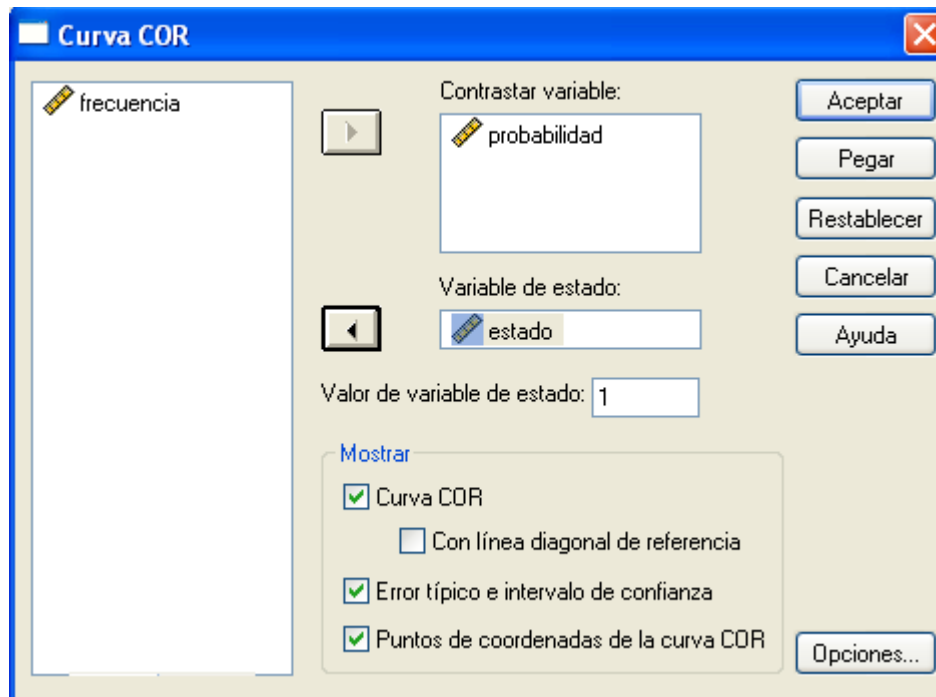 Curva COR
frecuencia
Contrastar variable:
probabilidad
Variable de estado:
estado
Valor de variable de estado: 1
Mostrar
Curva COR
Con línea diagonal de referencia
Error típico e intervalo de confianza
Puntos de coordenadas de la curva COR
Aceptar
Pegar
Restablecer
Cancelar
Ayuda
Opciones...